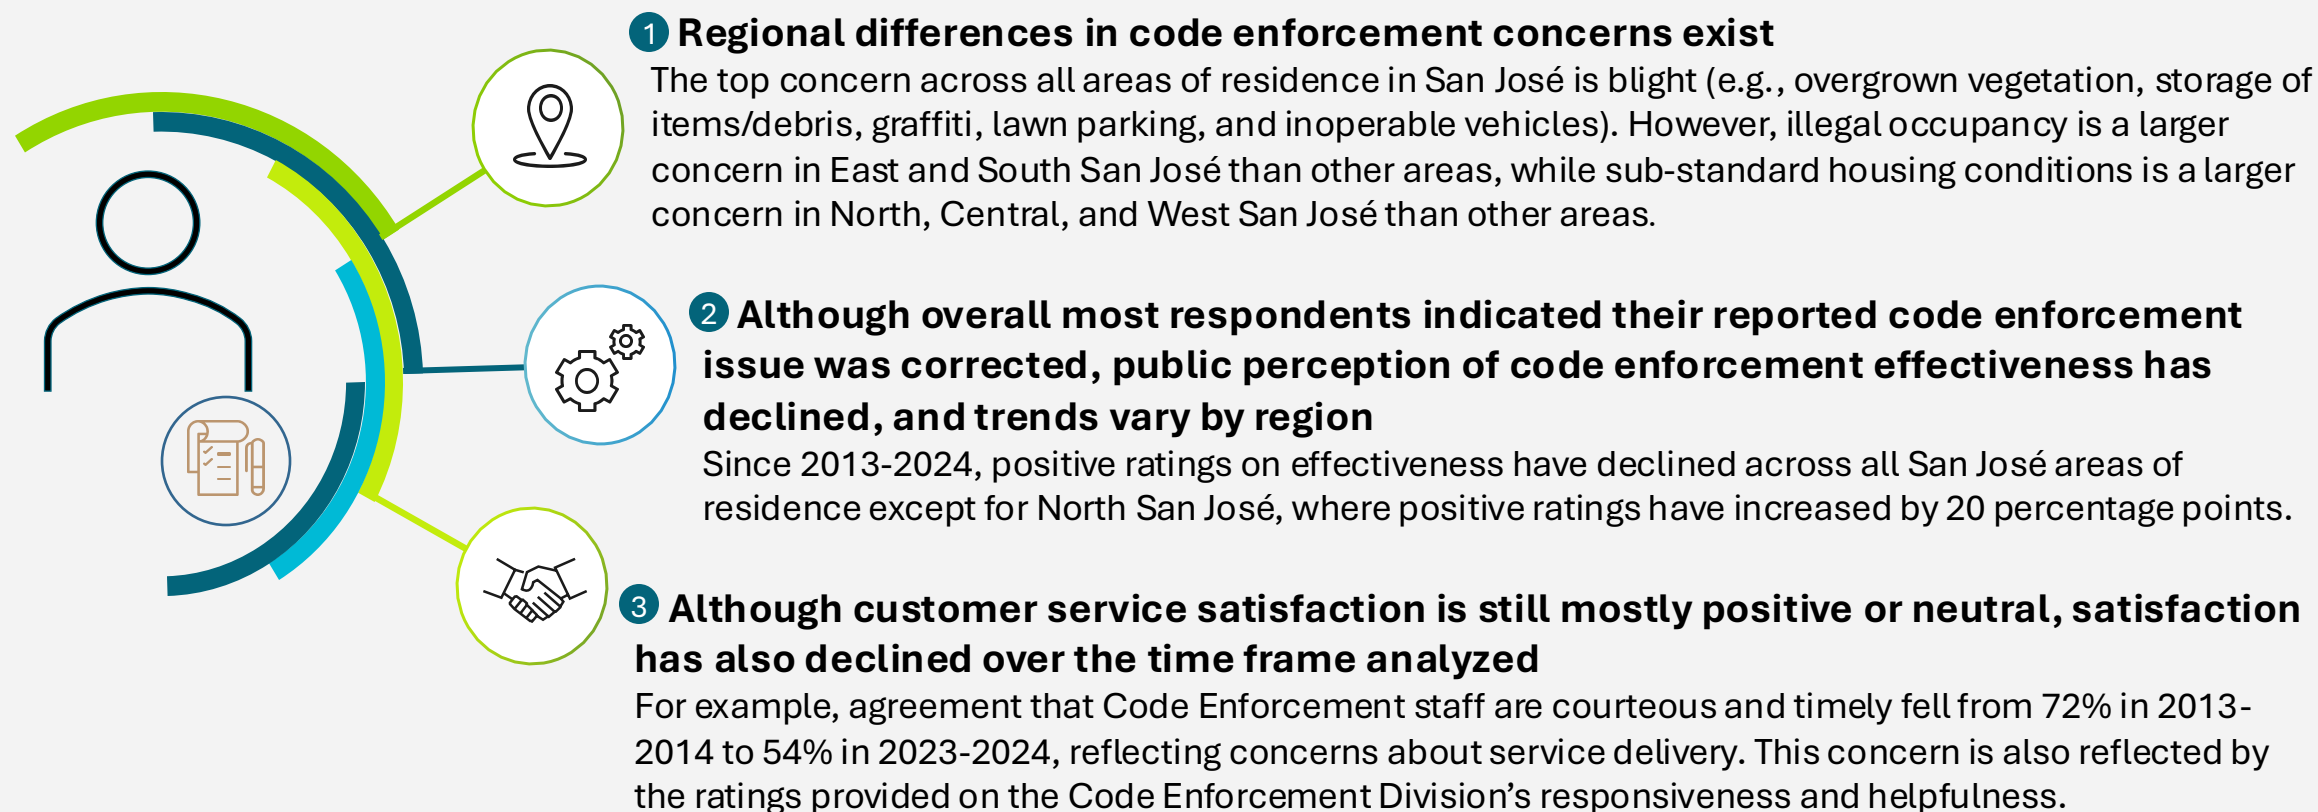 1 Regional differences in code enforcement concerns exist
The top concern across all areas of residence in San José is blight (e.g., overgrown vegetation, storage of
items/debris, graffiti, lawn parking, and inoperable vehicles). However, illegal occupancy is a larger
concern in East and South San José than other areas, while sub-standard housing conditions is a larger
concern in North, Central, and West San José than other areas.
2 Although overall most respondents indicated their reported code enforcement
issue was corrected, public perception of code enforcement effectiveness has
declined, and trends vary by region
Since 2013-2024, positive ratings on effectiveness have declined across all San José areas of
residence except for North San José, where positive ratings have increased by 20 percentage points.
3 Although customer service satisfaction is still mostly positive or neutral, satisfaction
has also declined over the time frame analyzed
For example, agreement that Code Enforcement staff are courteous and timely fell from 72% in 2013-
2014 to 54% in 2023-2024, reflecting concerns about service delivery. This concern is also reflected by
the ratings provided on the Code Enforcement Division's responsiveness and helpfulness.